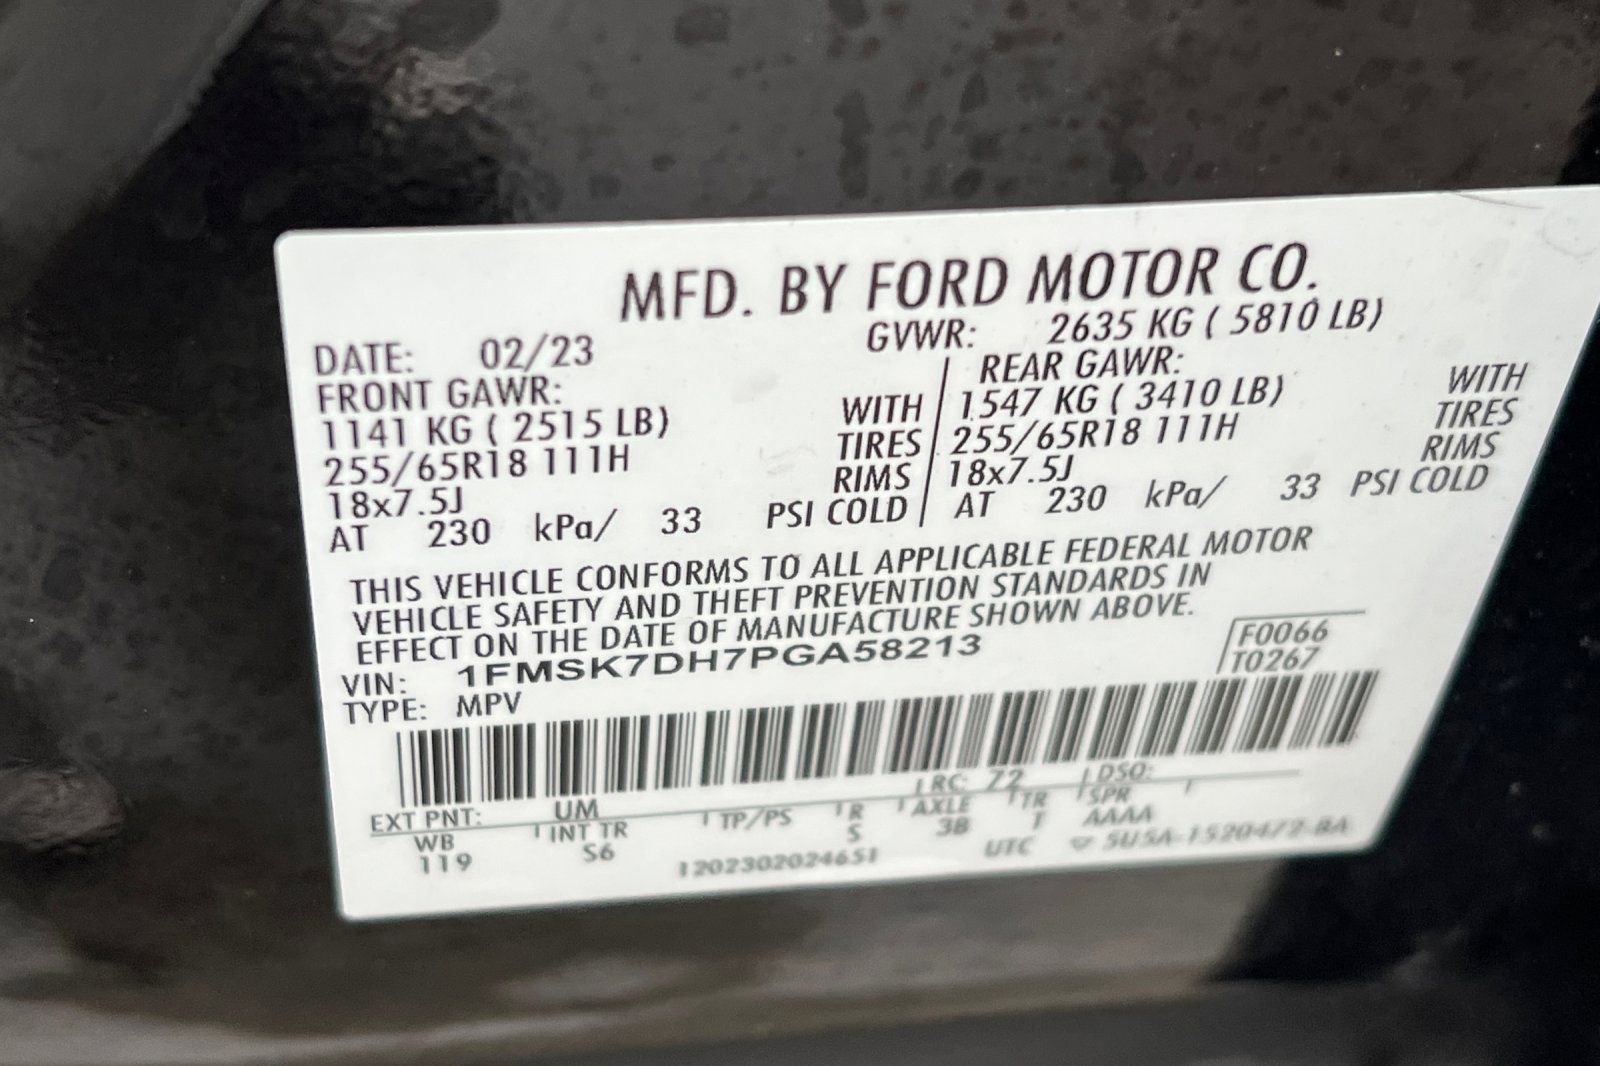 MFD. BY FORD MOTOR CO.
DATE: 02/23 GVWR: 2635 KG ( 5810 LB)
FRONT GAWR: REAR GAWR:
1141 KG ( 2515 LB) WITH 1547 KG ( 3410 LB) WITH
255/65R18 111H TIRES 255/65R18 111H TIRES
18x7.5J RIMS 18x7.5J RIMS
AT 230 kPa/ 33 PSI COLD AT 230 kPa/ 33 PSI COLD
THIS VEHICLE CONFORMS TO ALL APPLICABLE FEDERAL MOTOR
VEHICLE SAFETY AND THEFT PREVENTION STANDARDS IN
EFFECT ON THE DATE OF MANUFACTURE SHOWN ABOVE.
VIN: 1FMSK7DH7PGA58213 F0066
TYPE: MPV T0267
EXT PNT: UM RC: 72 DSO:
WB INT TR TP/PS R AXLE TR SPR
119 S6 S 3B T AAAA
1202302024651 UTC 5U5A-1520472-BA